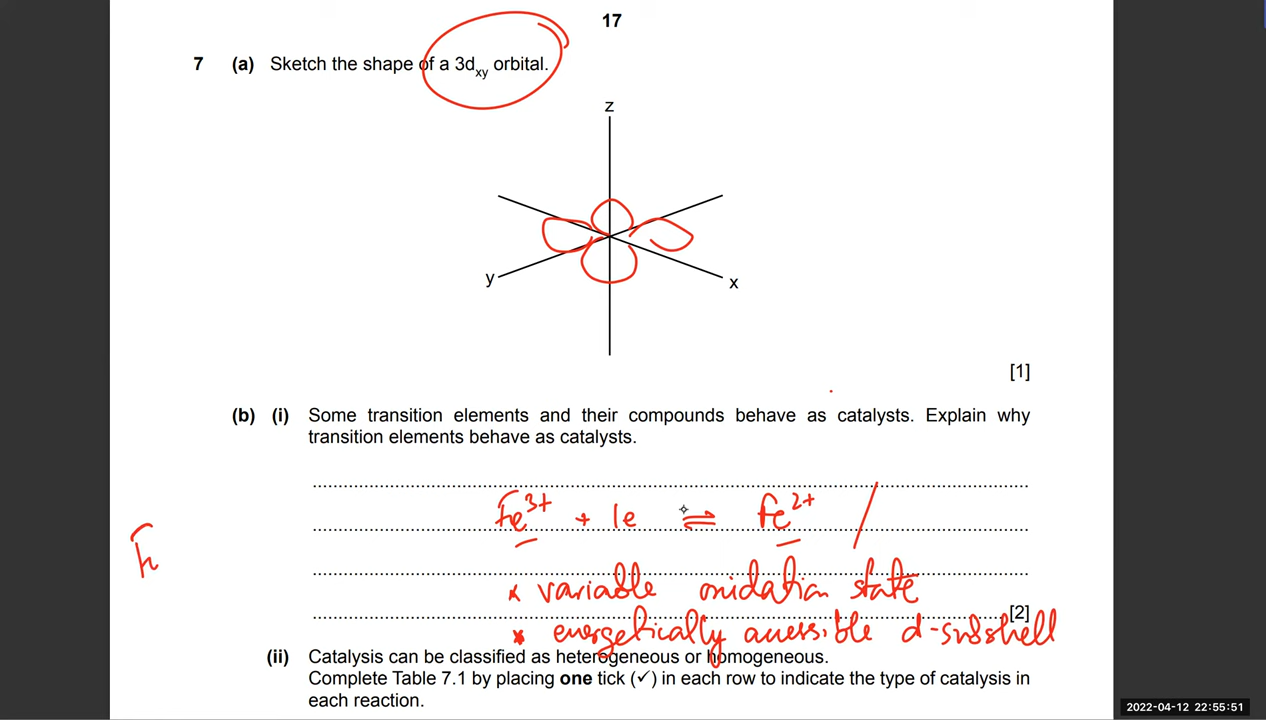 17
7 (a) Sketch the shape of a 3dxy orbital.
z
y
x
[1]
(b) (i) Some transition elements and their compounds behave as catalysts. Explain why
transition elements behave as catalysts.
Fe3+ + 1e ⇌ Fe2+ /
* variable oxidation state
[2]
* energetically accessible d-subshell
(ii) Catalysis can be classified as heterogeneous or homogeneous.
Complete Table 7.1 by placing one tick (✓) in each row to indicate the type of catalysis in
each reaction.
2022-04-12 22:55:51